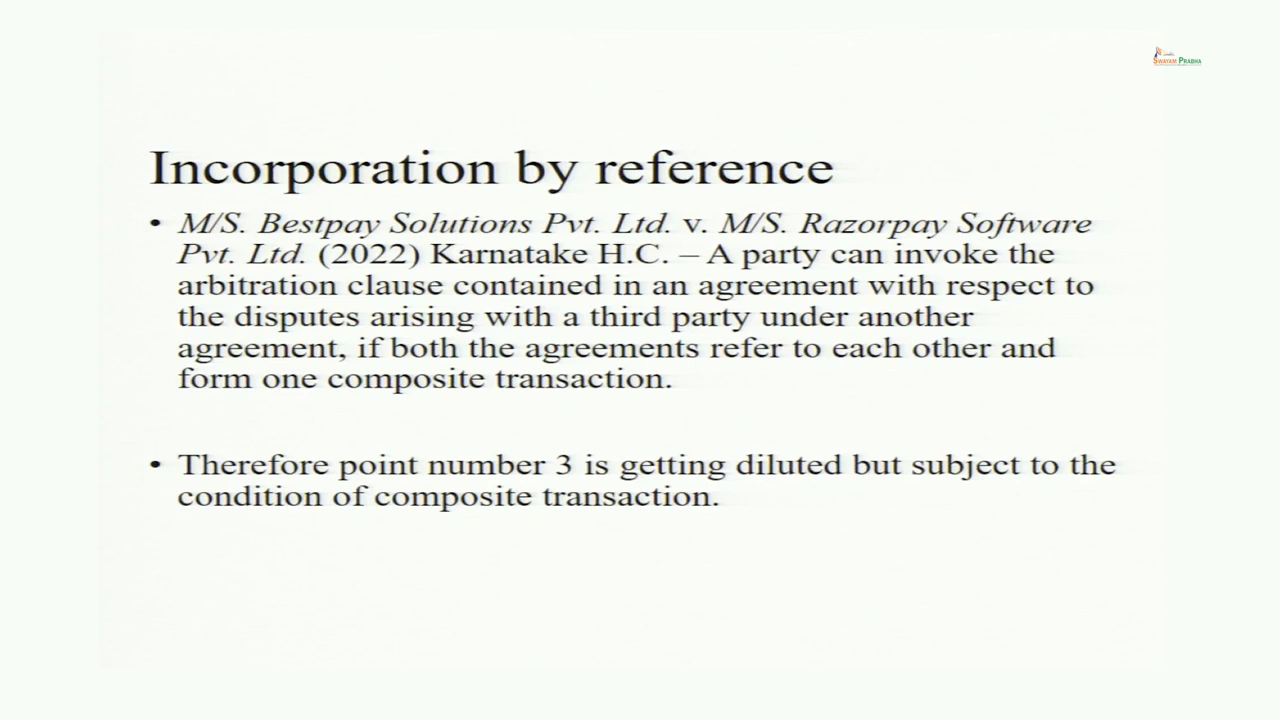 SWAYAM PRABHA
Incorporation by reference
• M/S. Bestpay Solutions Pvt. Ltd. v. M/S. Razorpay Software
Pvt. Ltd. (2022) Karnatake H.C. – A party can invoke the
arbitration clause contained in an agreement with respect to
the disputes arising with a third party under another
agreement, if both the agreements refer to each other and
form one composite transaction.
• Therefore point number 3 is getting diluted but subject to the
condition of composite transaction.